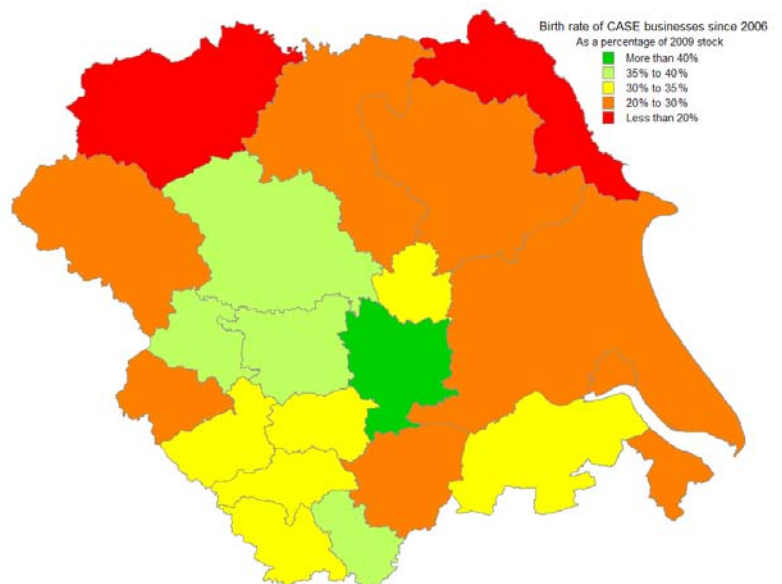 Birth rate of CASE businesses since 2006
As a percentage of 2009 stock
More than 40%
35% to 40%
30% to 35%
20% to 30%
Less than 20%